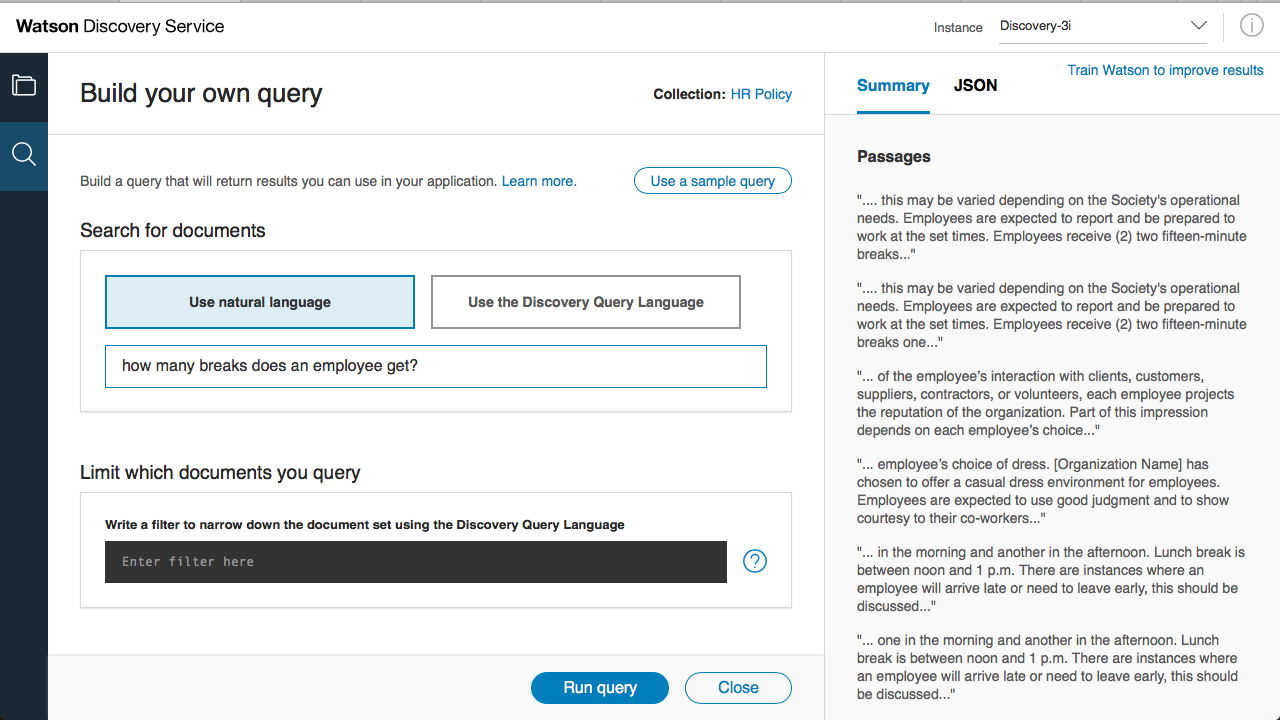 Watson Discovery Service
Instance
Discovery-3i
Build your own query
Collection: HR Policy
Build a query that will return results you can use in your application. Learn more.
Use a sample query
Search for documents
Use natural language
Use the Discovery Query Language
how many breaks does an employee get?
Limit which documents you query
Write a filter to narrow down the document set using the Discovery Query Language
Enter filter here
?
Run query
Close
Train Watson to improve results
Summary
JSON
Passages
".... this may be varied depending on the Society's operational
needs. Employees are expected to report and be prepared to
work at the set times. Employees receive (2) two fifteen-minute
breaks..."
".... this may be varied depending on the Society's operational
needs. Employees are expected to report and be prepared to
work at the set times. Employees receive (2) two fifteen-minute
breaks one..."
"... of the employee’s interaction with clients, customers,
suppliers, contractors, or volunteers, each employee projects
the reputation of the organization. Part of this impression
depends on each employee’s choice..."
"... employee’s choice of dress. [Organization Name] has
chosen to offer a casual dress environment for employees.
Employees are expected to use good judgment and to show
courtesy to their co-workers..."
"... in the morning and another in the afternoon. Lunch break is
between noon and 1 p.m. There are instances where an
employee will arrive late or need to leave early, this should be
discussed..."
"... one in the morning and another in the afternoon. Lunch
break is between noon and 1 p.m. There are instances where
an employee will arrive late or need to leave early, this should
be discussed..."